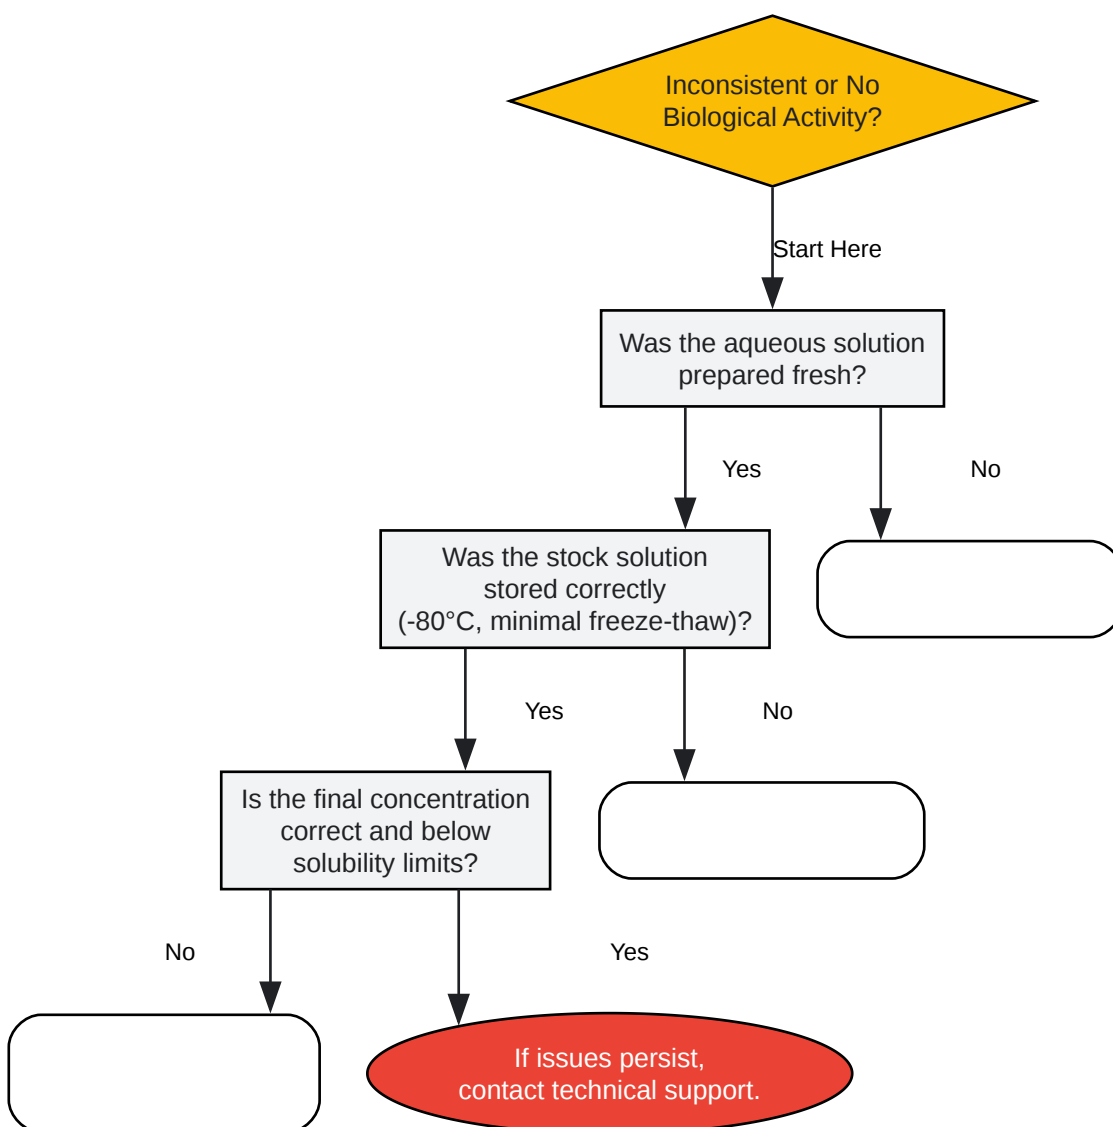 Inconsistent or No
Biological Activity?
Start Here
Was the aqueous solution
prepared fresh?
Yes
No
Was the stock solution
stored correctly
(-80°C, minimal freeze-thaw)?
Yes
No
Is the final concentration
correct and below
solubility limits?
No
Yes
If issues persist,
contact technical support.